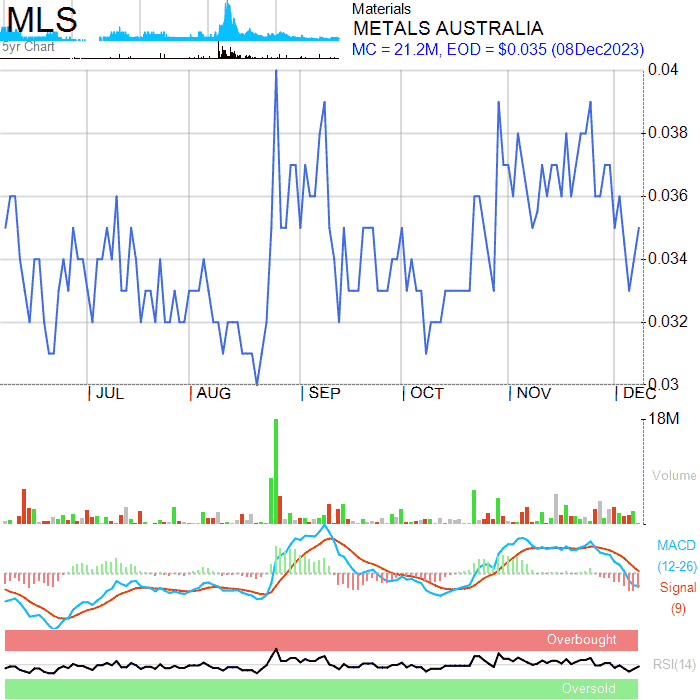 MLS
5yr Chart
Materials
METALS AUSTRALIA
MC = 21.2M, EOD = $0.035 (08Dec2023)
0.04
0.038
0.036
0.034
0.032
0.03
JUL AUG SEP OCT NOV DEC
18M
Volume
MACD
(12-26)
Signal
(9)
Overbought
RSI(14)
Oversold